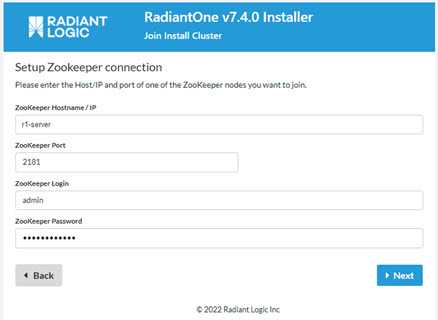 RADIANT
LOGIC
RadiantOne v7.4.0 Installer
Join Install Cluster
Setup Zookeeper connection
Please enter the Host/IP and port of one of the ZooKeeper nodes you want to join.
ZooKeeper Hostname / IP
r1-server
ZooKeeper Port
2181
ZooKeeper Login
admin
ZooKeeper Password
••••••••••••
Back
Next
© 2022 Radiant Logic Inc